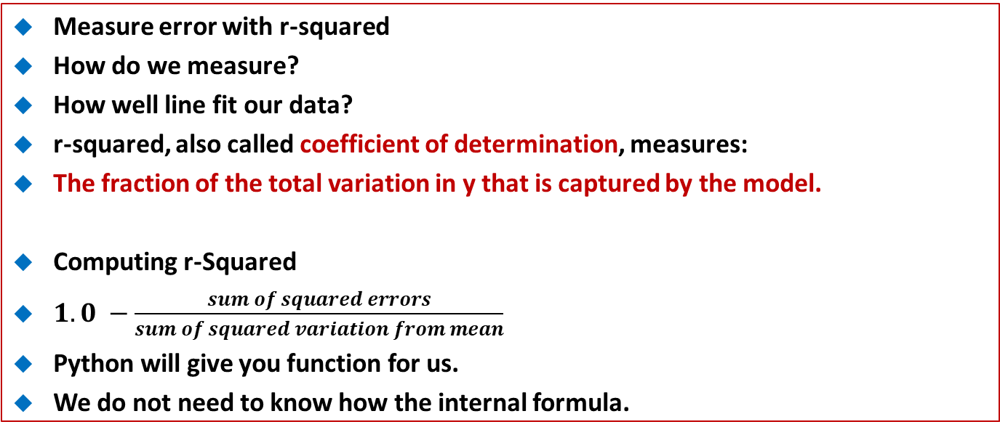 ◆ Measure error with r-squared
◆ How do we measure?
◆ How well line fit our data?
◆ r-squared, also called coefficient of determination, measures:
◆ The fraction of the total variation in y that is captured by the model.
◆ Computing r-Squared
◆ 1.0 − sum of squared errors / sum of squared variation from mean
◆ Python will give you function for us.
◆ We do not need to know how the internal formula.